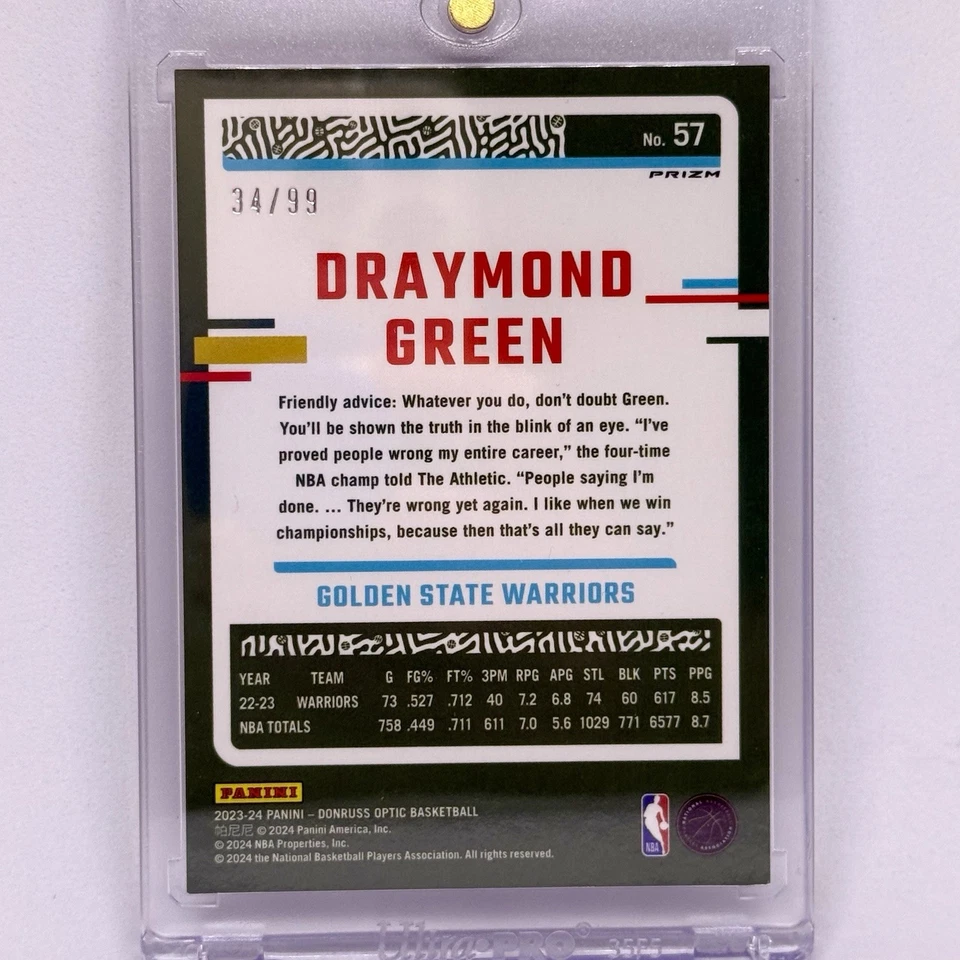 No. 57
PRIZM
34/99
DRAYMOND
GREEN
Friendly advice: Whatever you do, don't doubt Green.
You'll be shown the truth in the blink of an eye. “I've
proved people wrong my entire career,” the four-time
NBA champ told The Athletic. “People saying I'm
done. ... They're wrong yet again. I like when we win
championships, because then that's all they can say.”
GOLDEN STATE WARRIORS
YEAR TEAM G FG% FT% 3PM RPG APG STL BLK PTS PPG
22-23 WARRIORS 73 .527 .712 40 7.2 6.8 74 60 617 8.5
NBA TOTALS 758 .449 .711 611 7.0 5.6 1029 771 6577 8.7
PANINI
2023-24 PANINI – DONRUSS OPTIC BASKETBALL
帕尼尼 © 2024 Panini America, Inc.
© 2024 NBA Properties, Inc.
© 2024 the National Basketball Players Association. All rights reserved.
NBA
Ultra PRO®